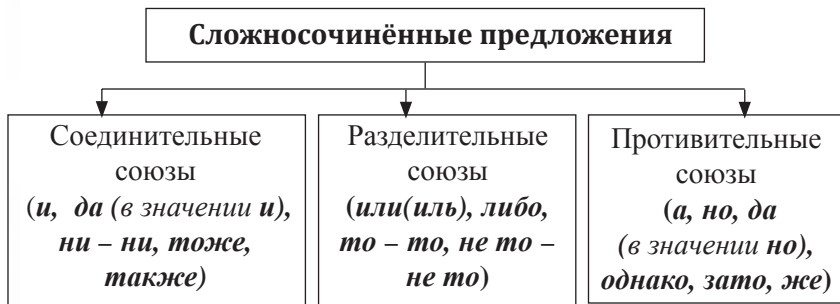 Сложносочинённые предложения
Соединительные
союзы
(и, да (в значении и),
ни – ни, тоже,
также)
Разделительные
союзы
(или(иль), либо,
то – то, не то –
не то)
Противительные
союзы
(а, но, да
(в значении но),
однако, зато, же)